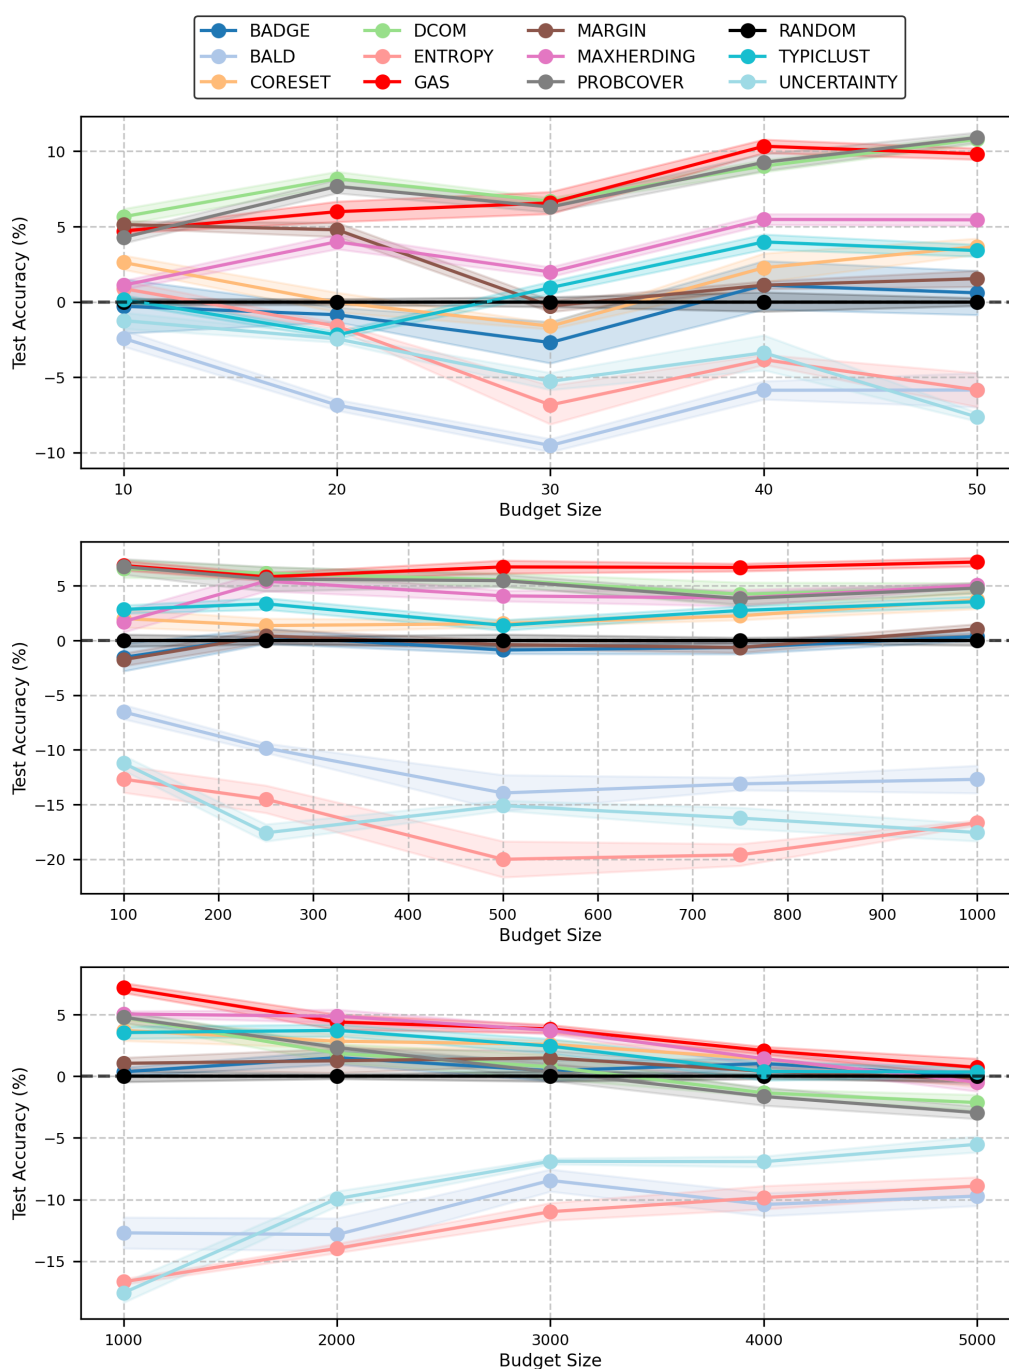 BADGE DCOM MARGIN RANDOM
BALD ENTROPY MAXHERDING TYPICLUST
CORESET GAS PROBCOVER UNCERTAINTY
Test Accuracy (%)
10
5
0
−5
−10
10 20 30 40 50
Budget Size
Test Accuracy (%)
5
0
−5
−10
−15
−20
100 200 300 400 500 600 700 800 900 1000
Budget Size
Test Accuracy (%)
5
0
−5
−10
−15
1000 2000 3000 4000 5000
Budget Size